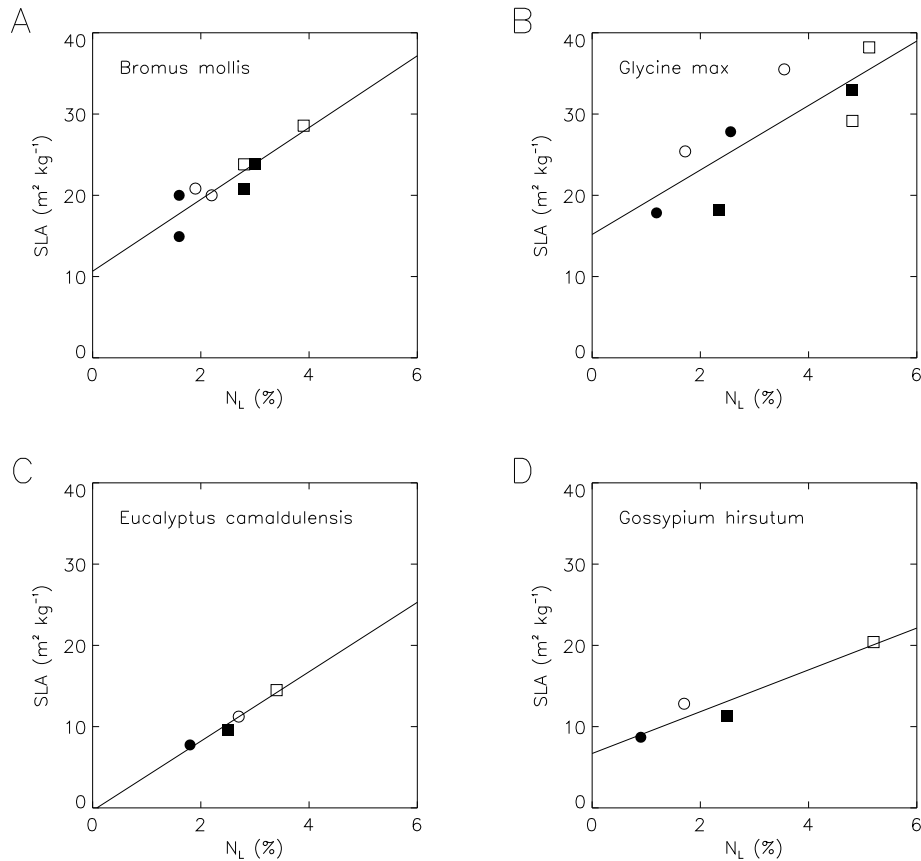 A
Bromus mollis
40
30
20
10
0
SLA (m² kg⁻¹)
0 2 4 6
N_L (%)
B
Glycine max
40
30
20
10
0
SLA (m² kg⁻¹)
0 2 4 6
N_L (%)
C
Eucalyptus camaldulensis
40
30
20
10
0
SLA (m² kg⁻¹)
0 2 4 6
N_L (%)
D
Gossypium hirsutum
40
30
20
10
0
SLA (m² kg⁻¹)
0 2 4 6
N_L (%)